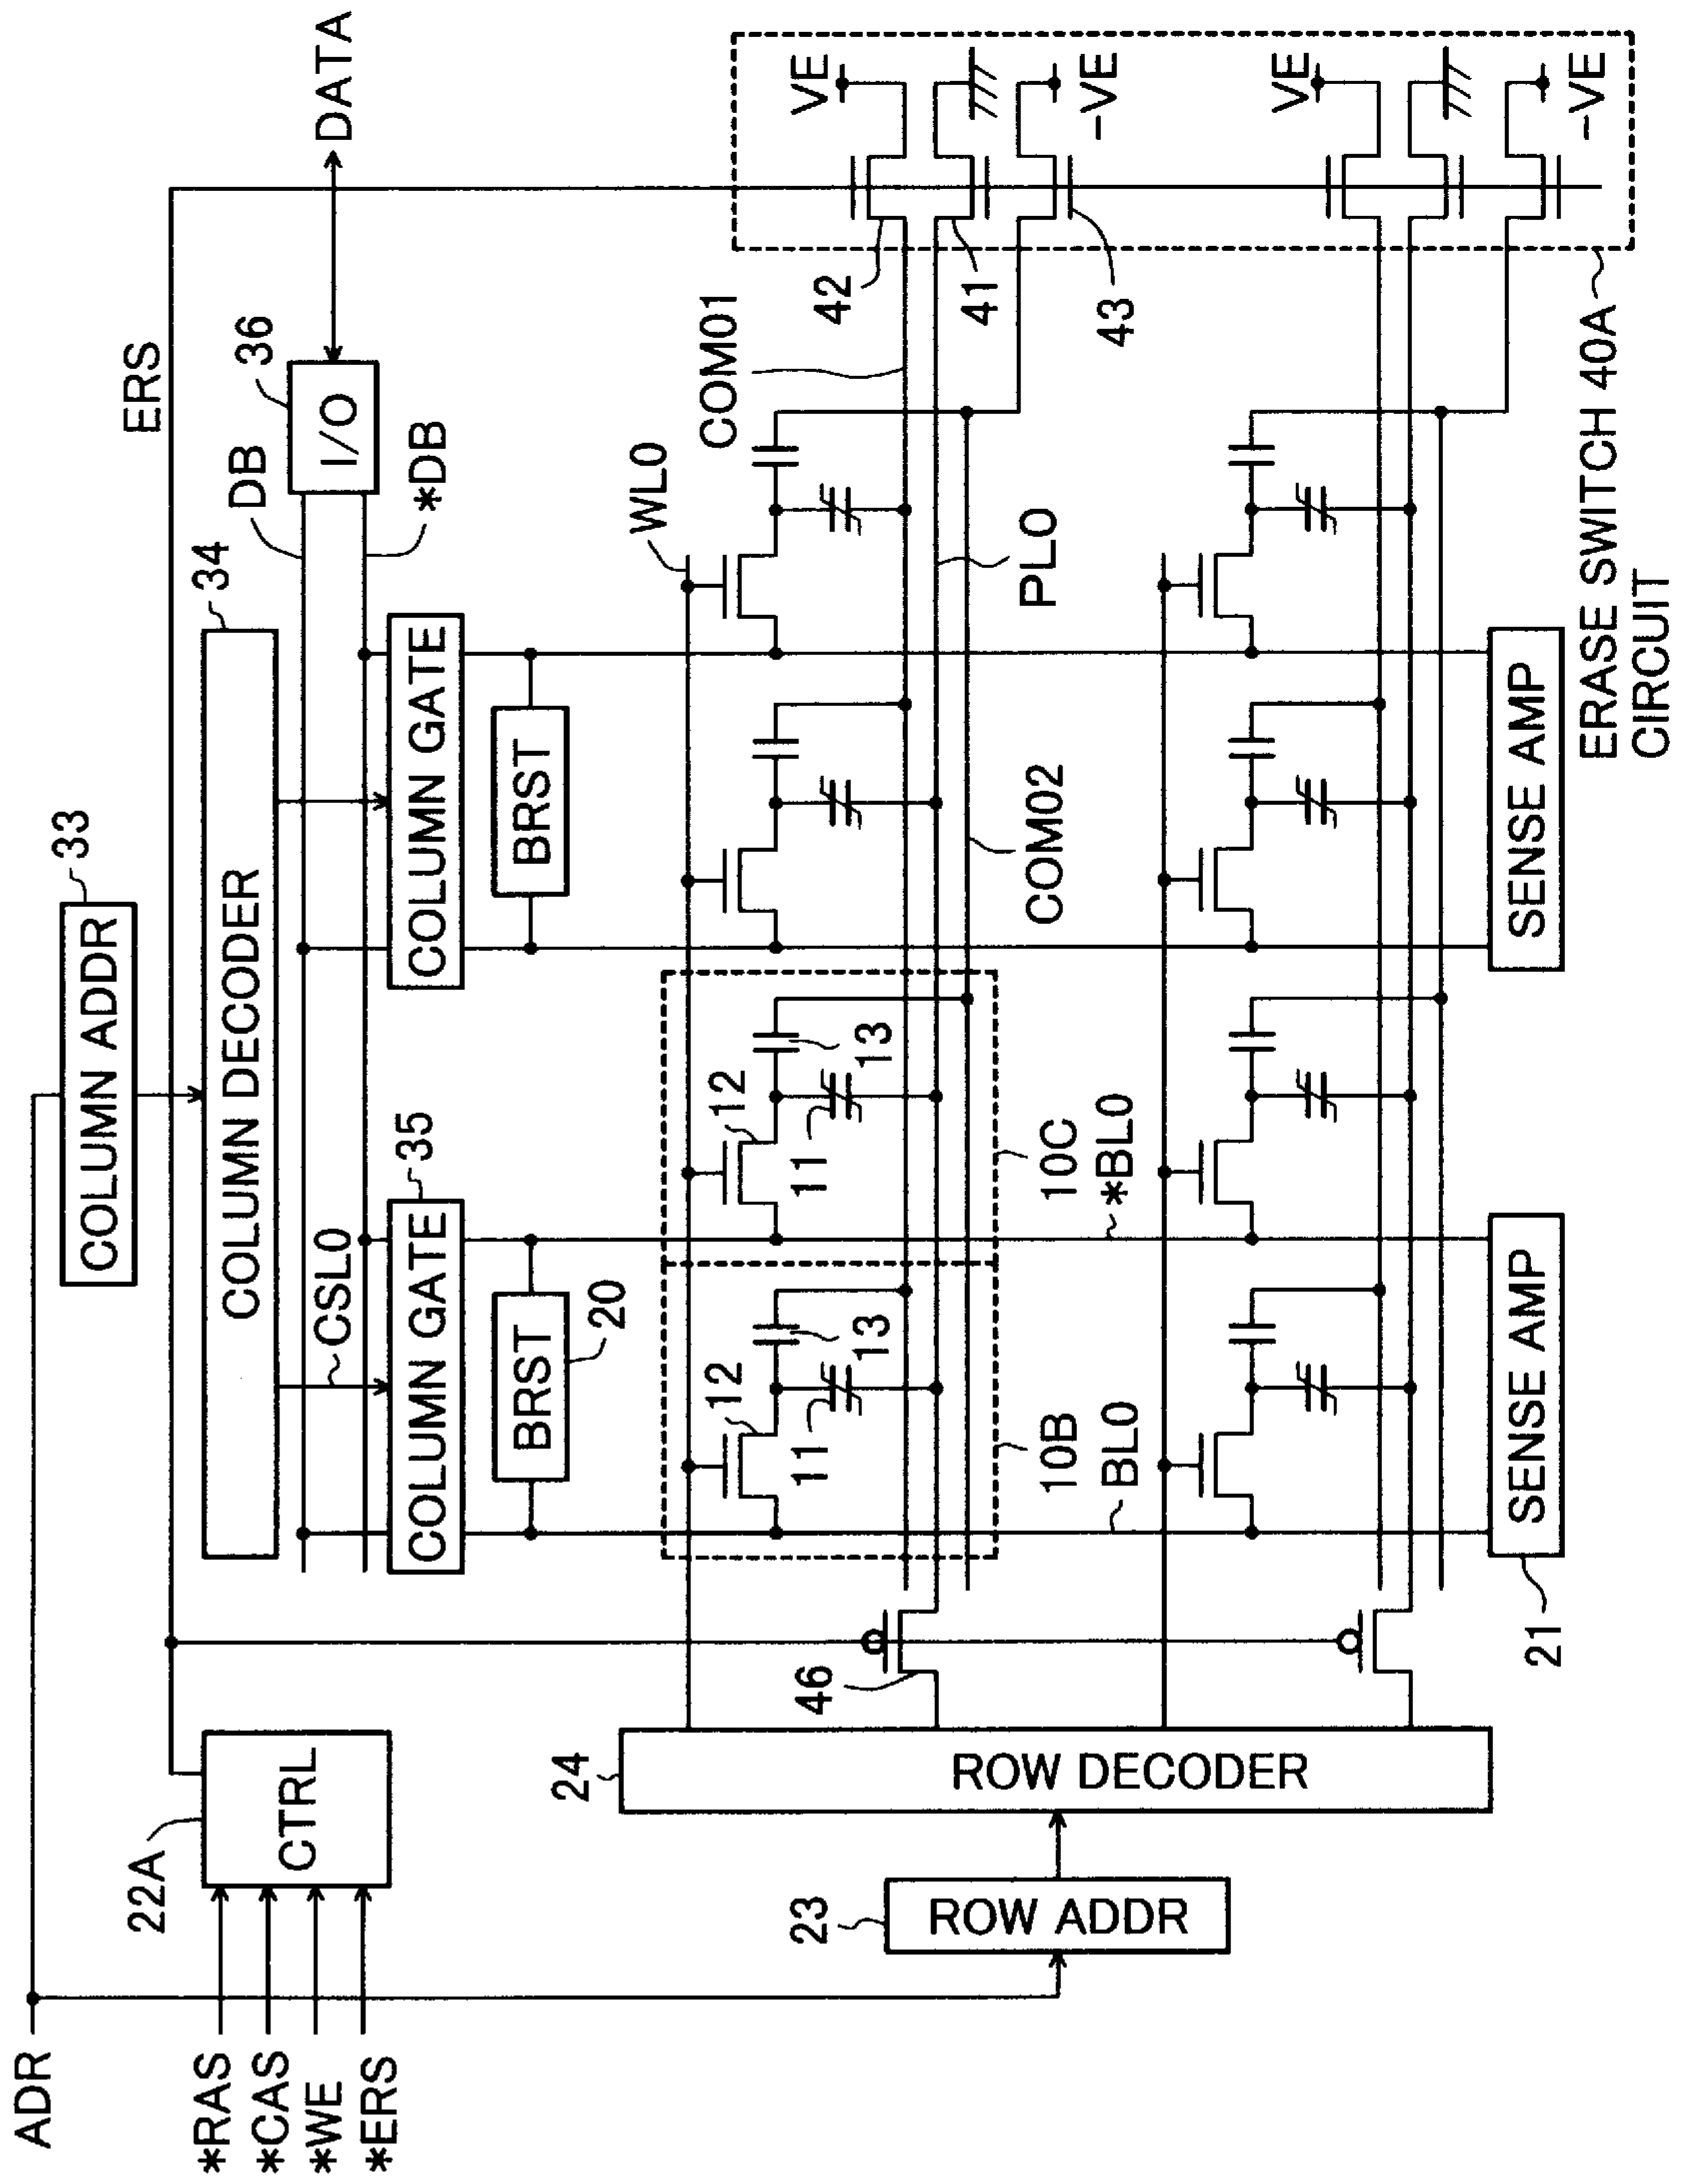 ADR
*RAS
*CAS
*WE
*ERS
22A
CTRL
ERS
COLUMN ADDR
33
COLUMN DECODER
34
CSL0
DB
*DB
I/O
36
DATA
COLUMN GATE
35
COLUMN GATE
BRST
20
BRST
WL0
COM01
12
11
13
12
11
13
10B
10C
BL0
*BL0
COM02
PLO
46
42
41
43
VE
-VE
VE
-VE
23
ROW ADDR
24
ROW DECODER
21
SENSE AMP
SENSE AMP
ERASE SWITCH 40A
CIRCUIT